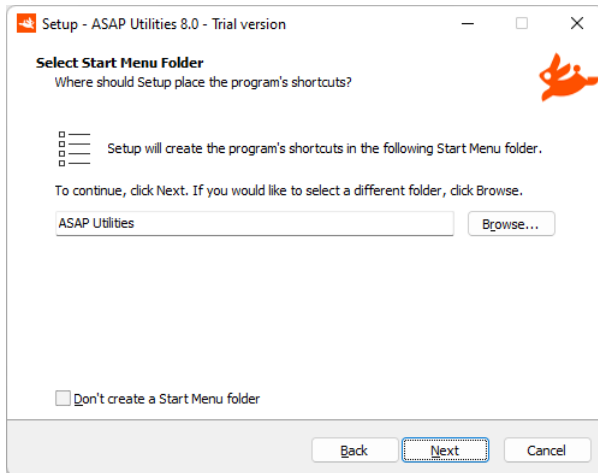 Setup - ASAP Utilities 8.0 - Trial version
Select Start Menu Folder
Where should Setup place the program's shortcuts?
Setup will create the program's shortcuts in the following Start Menu folder.
To continue, click Next. If you would like to select a different folder, click Browse.
ASAP Utilities
Browse...
Don't create a Start Menu folder
Back
Next
Cancel